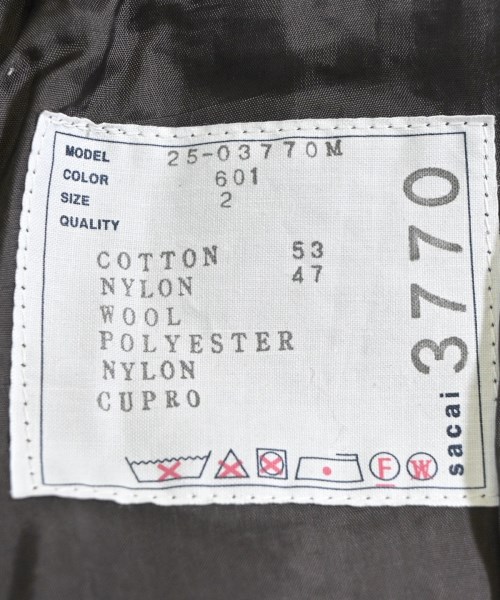 MODEL 25-03770M
COLOR 601
SIZE 2
QUALITY
COTTON 53
NYLON 47
WOOL
POLYESTER
NYLON
CUPRO
F W
sacai 3770